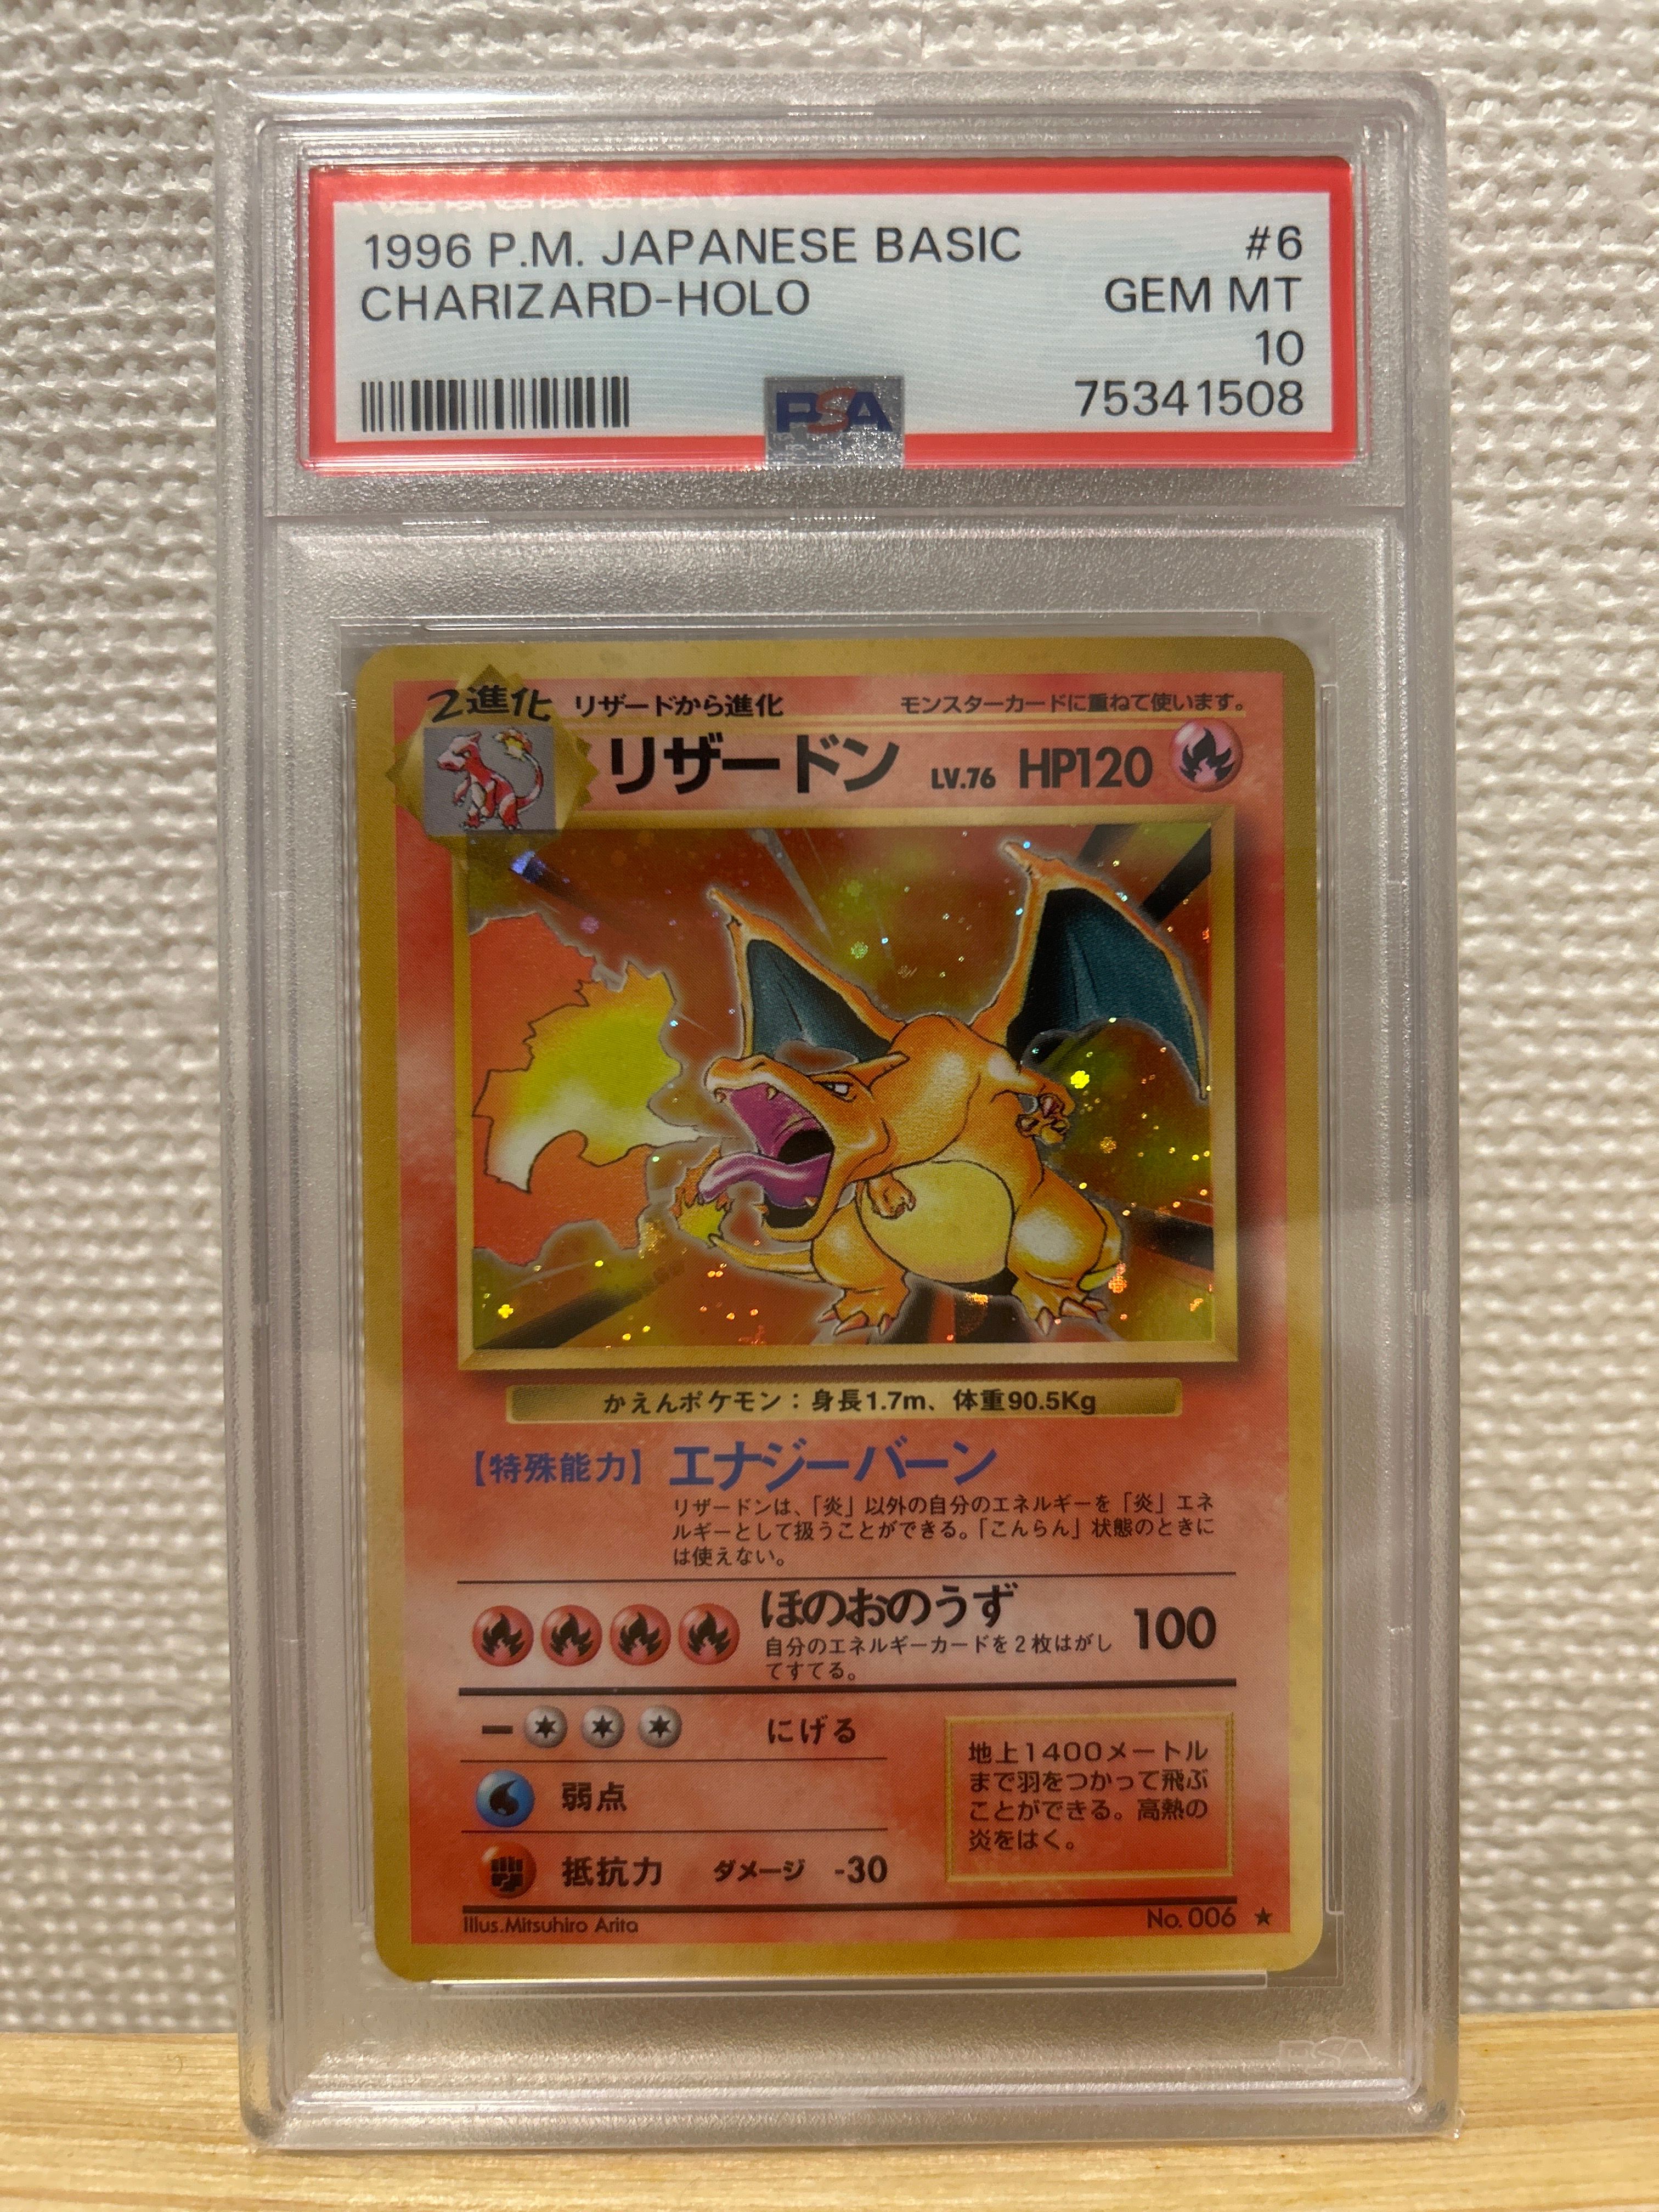 1996 P.M. JAPANESE BASIC #6
CHARIZARD-HOLO GEM MT
10
PSA 75341508
2進化 リザードから進化 モンスターカードに重ねて使います。
リザードン LV.76 HP120
かえんポケモン：身長1.7m、体重90.5Kg
【特殊能力】エナジーバーン
リザードンは、「炎」以外の自分のエネルギーを「炎」エネ
ルギーとして扱うことができる。「こんらん」状態のときに
は使えない。
ほのおのうず 100
自分のエネルギーカードを2枚はがし
てすてる。
ー にげる
弱点
抵抗力 ダメージ -30
地上1400メートル
まで羽をつかって飛ぶ
ことができる。高熱の
炎をはく。
Illus.Mitsuhiro Arita No.006 ★
PSA